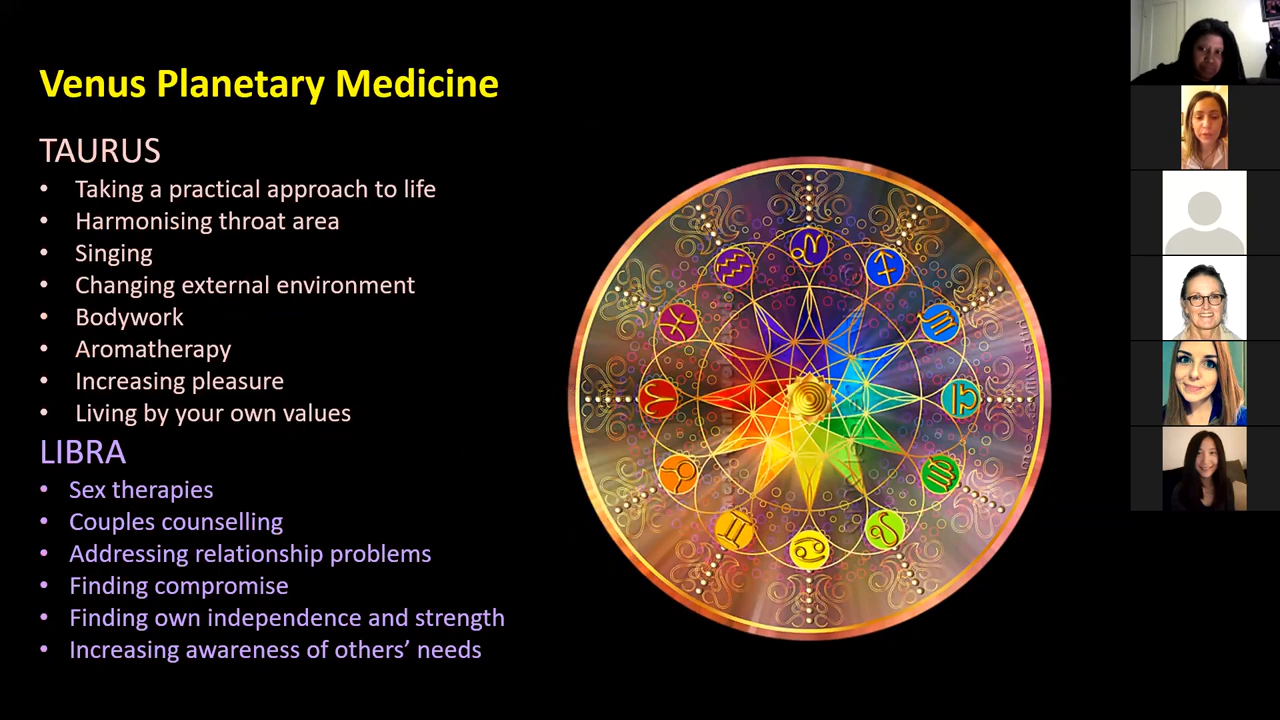 Venus Planetary Medicine
TAURUS
• Taking a practical approach to life
• Harmonising throat area
• Singing
• Changing external environment
• Bodywork
• Aromatherapy
• Increasing pleasure
• Living by your own values
LIBRA
• Sex therapies
• Couples counselling
• Addressing relationship problems
• Finding compromise
• Finding own independence and strength
• Increasing awareness of others’ needs